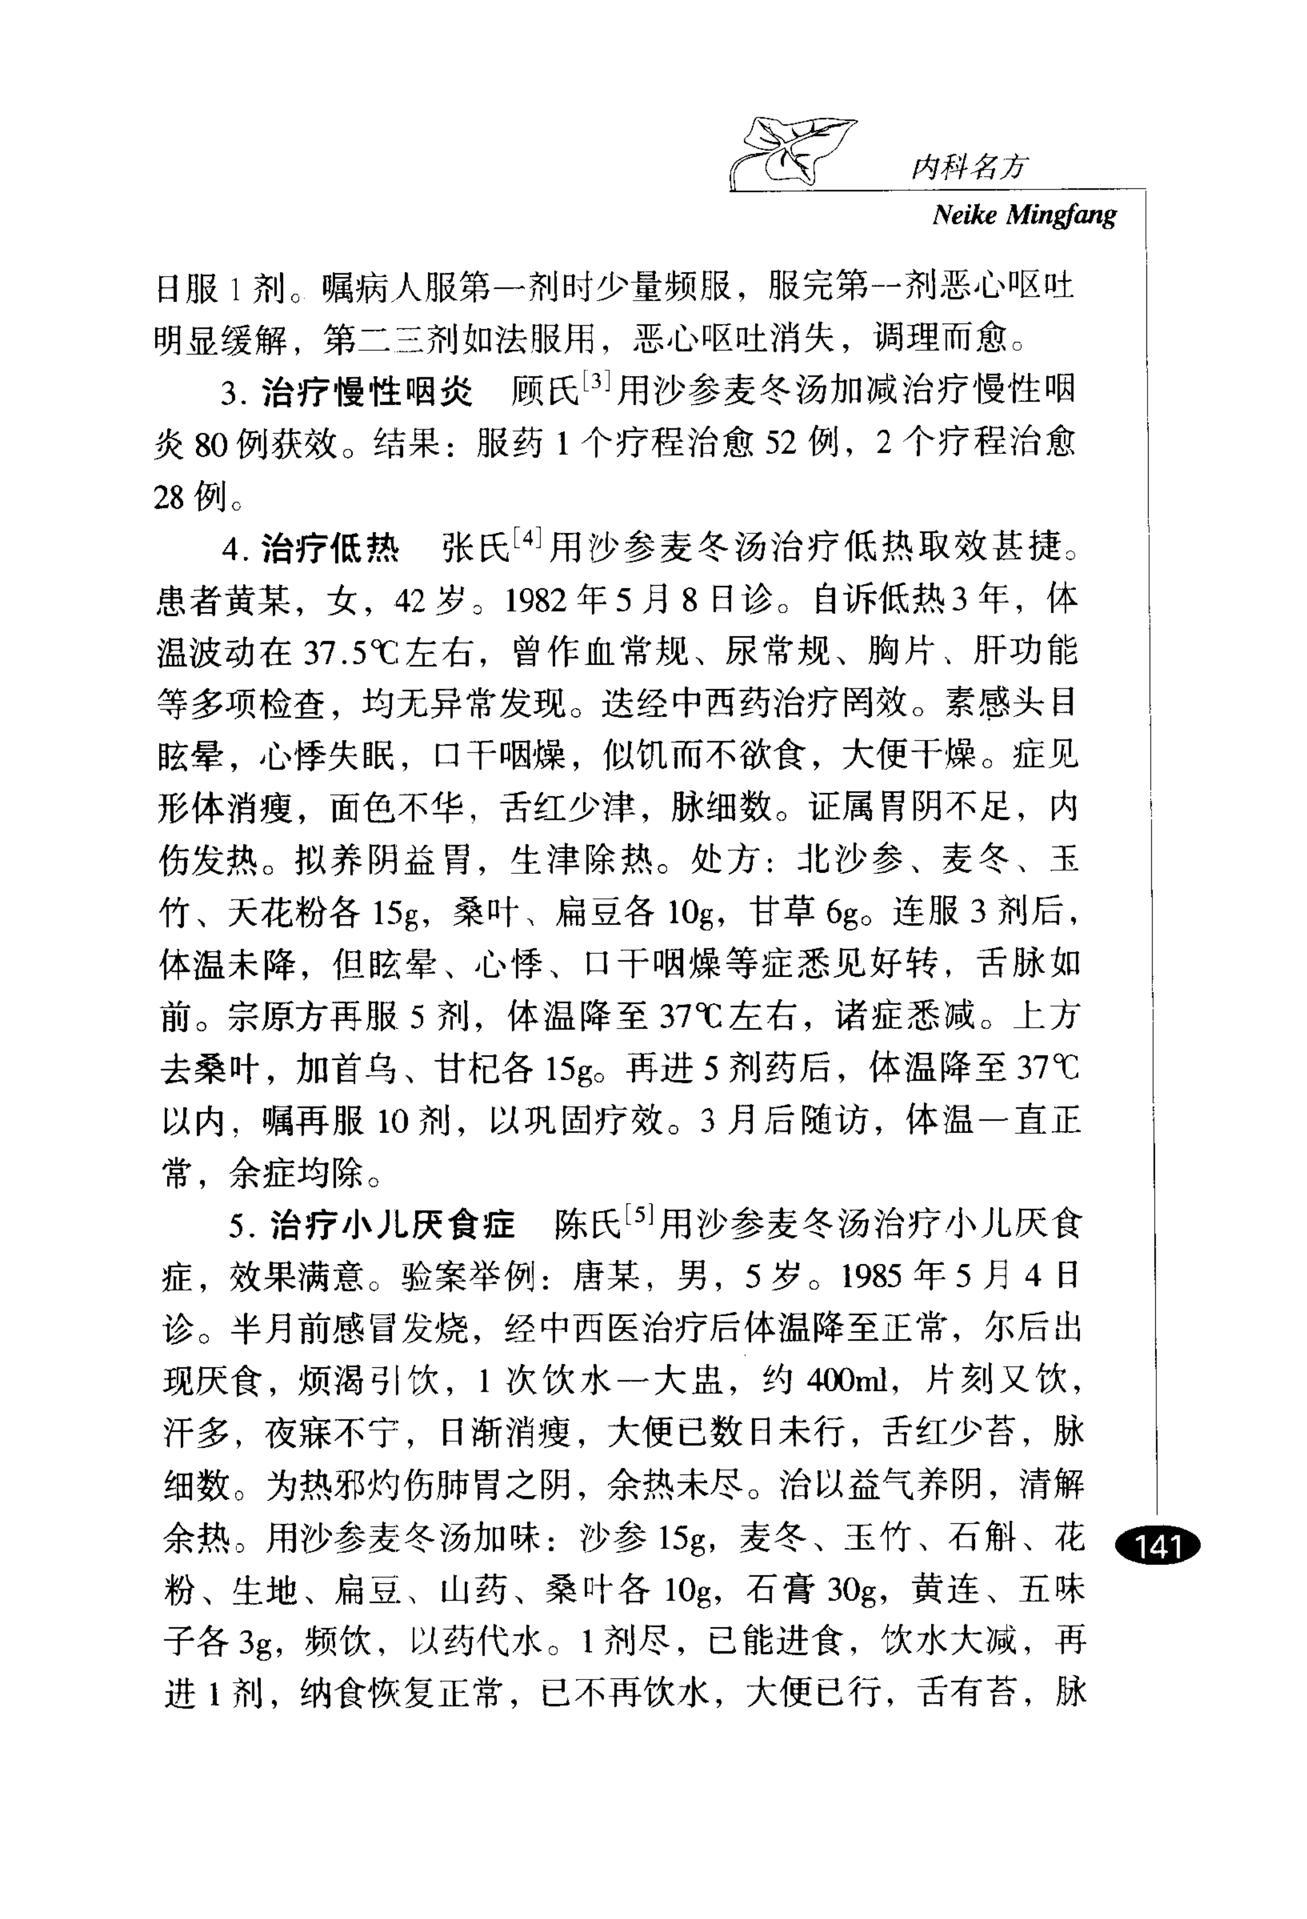 内科名方
Neike Mingfang
日服 1 剂。嘱病人服第一剂时少量频服，服完第一剂恶心呕吐
明显缓解，第二三剂如法服用，恶心呕吐消失，调理而愈。
3. 治疗慢性咽炎　顾氏[3]用沙参麦冬汤加减治疗慢性咽
炎 80 例获效。结果：服药 1 个疗程治愈 52 例，2 个疗程治愈
28 例。
4. 治疗低热　张氏[4]用沙参麦冬汤治疗低热取效甚捷。
患者黄某，女，42 岁。1982 年 5 月 8 日诊。自诉低热 3 年，体
温波动在 37.5℃左右，曾作血常规、尿常规、胸片、肝功能
等多项检查，均无异常发现。迭经中西药治疗罔效。素感头目
眩晕，心悸失眠，口干咽燥，似饥而不欲食，大便干燥。症见
形体消瘦，面色不华，舌红少津，脉细数。证属胃阴不足，内
伤发热。拟养阴益胃，生津除热。处方：北沙参、麦冬、玉
竹、天花粉各 15g，桑叶、扁豆各 10g，甘草 6g。连服 3 剂后，
体温未降，但眩晕、心悸、口干咽燥等症悉见好转，舌脉如
前。宗原方再服 5 剂，体温降至 37℃左右，诸症悉减。上方
去桑叶，加首乌、甘杞各 15g。再进 5 剂药后，体温降至 37℃
以内，嘱再服 10 剂，以巩固疗效。3 月后随访，体温一直正
常，余症均除。
5. 治疗小儿厌食症　陈氏[5]用沙参麦冬汤治疗小儿厌食
症，效果满意。验案举例：唐某，男，5 岁。1985 年 5 月 4 日
诊。半月前感冒发烧，经中西医治疗后体温降至正常，尔后出
现厌食，烦渴引饮，1 次饮水一大盅，约 400ml，片刻又饮，
汗多，夜寐不宁，日渐消瘦，大便已数日未行，舌红少苔，脉
细数。为热邪灼伤肺胃之阴，余热未尽。治以益气养阴，清解
余热。用沙参麦冬汤加味：沙参 15g，麦冬、玉竹、石斛、花
粉、生地、扁豆、山药、桑叶各 10g，石膏 30g，黄连、五味
子各 3g，频饮，以药代水。1 剂尽，已能进食，饮水大减，再
进 1 剂，纳食恢复正常，已不再饮水，大便已行，舌有苔，脉
141